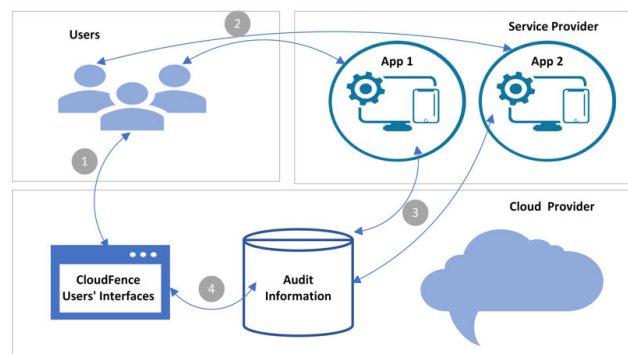 Users
2
Service Provider
App 1
App 2
1
3
Cloud Provider
CloudFence
Users' Interfaces
4
Audit
Information